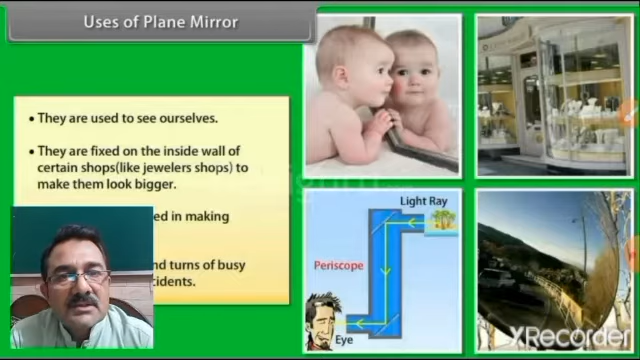 Uses of Plane Mirror
• They are used to see ourselves.
• They are fixed on the inside wall of
certain shops(like jewelers shops) to
make them look bigger.
ed in making
nd turns of busy
cidents.
Light Ray
Periscope
Eye
XRecorder